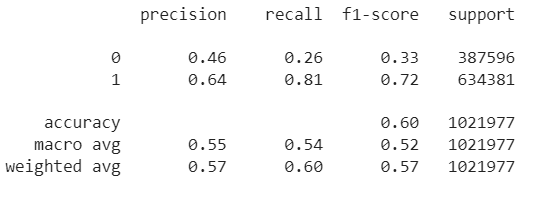 precision recall f1-score support
0 0.46 0.26 0.33 387596
1 0.64 0.81 0.72 634381
accuracy 0.60 1021977
macro avg 0.55 0.54 0.52 1021977
weighted avg 0.57 0.60 0.57 1021977